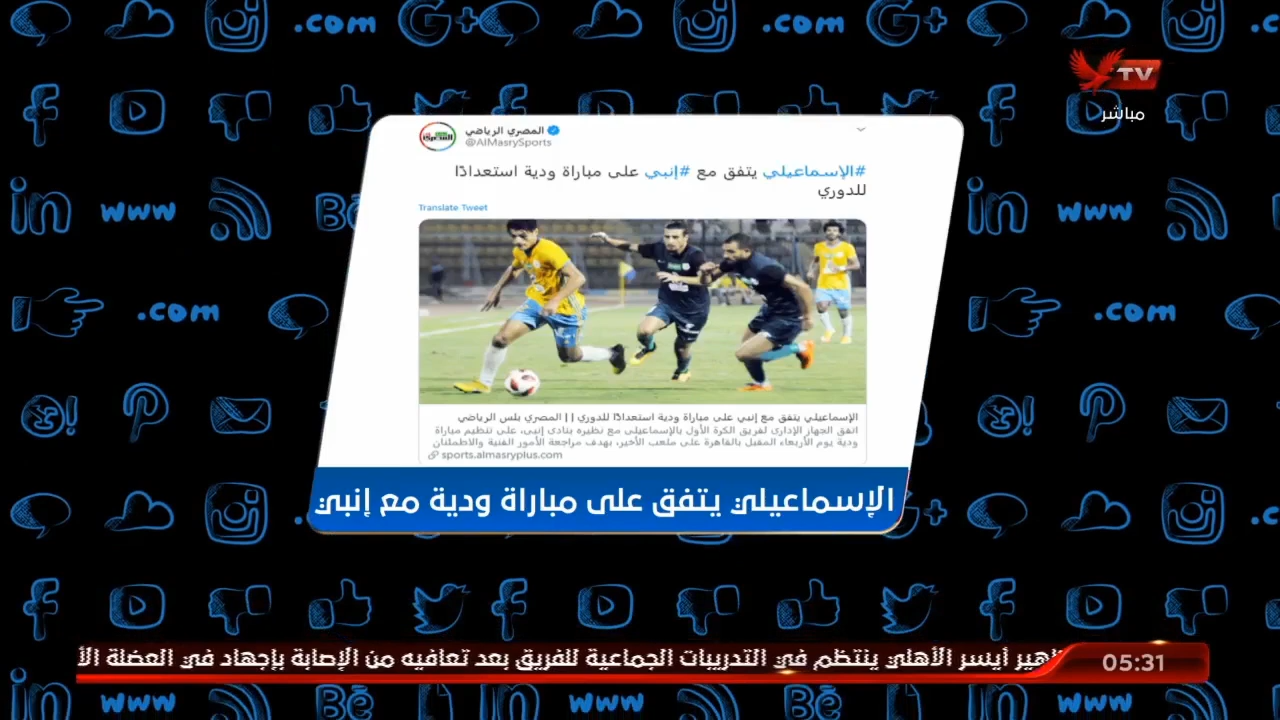 TV
مباشر
المصري الرياضي
@AlMasrySports
#الإسماعيلي يتفق مع #إنبي على مباراة ودية استعدادًا
للدوري
Translate Tweet
الإسماعيلي يتفق مع إنبي على مباراة ودية استعدادًا للدوري | | المصري بلس الرياضي
اتفق الجهاز الإداري لفريق الكرة الأول بالإسماعيلي مع نظيره بنادي إنبي، على تنظيم مباراة
ودية يوم الأربعاء المقبل بالقاهرة على ملعب الأخير، بهدف مراجعة الأمور الفنية والاطمئنان
sports.almasryplus.com
الإسماعيلي يتفق على مباراة ودية مع إنبي
ظهير أيسر الأهلي ينتظم في التدريبات الجماعية للفريق بعد تعافيه من الإصابة بإجهاد في العضلة الأ
05:31